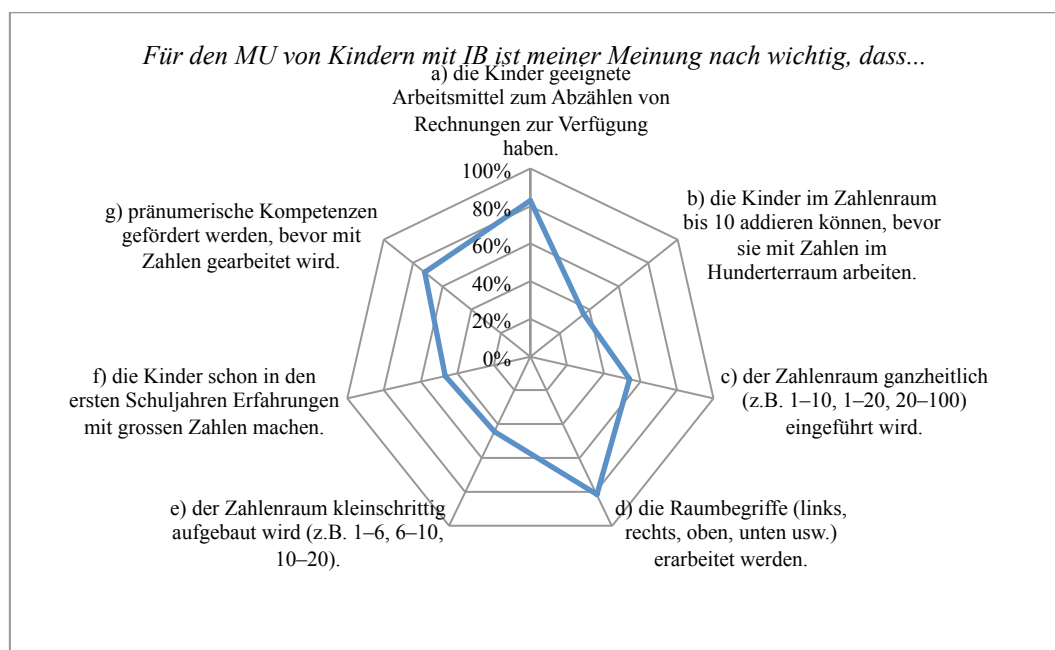 Für den MU von Kindern mit IB ist meiner Meinung nach wichtig, dass...
a) die Kinder geeignete
Arbeitsmittel zum Abzählen von
Rechnungen zur Verfügung
haben.
100%
80%
60%
40%
20%
0%
b) die Kinder im Zahlenraum
bis 10 addieren können, bevor
sie mit Zahlen im
Hunderterraum arbeiten.
c) der Zahlenraum ganzheitlich
(z.B. 1–10, 1–20, 20–100)
eingeführt wird.
d) die Raumbegriffe (links,
rechts, oben, unten usw.)
erarbeitet werden.
e) der Zahlenraum kleinschrittig
aufgebaut wird (z.B. 1–6, 6–10,
10–20).
f) die Kinder schon in den
ersten Schuljahren Erfahrungen
mit grossen Zahlen machen.
g) pränumerische Kompetenzen
gefördert werden, bevor mit
Zahlen gearbeitet wird.